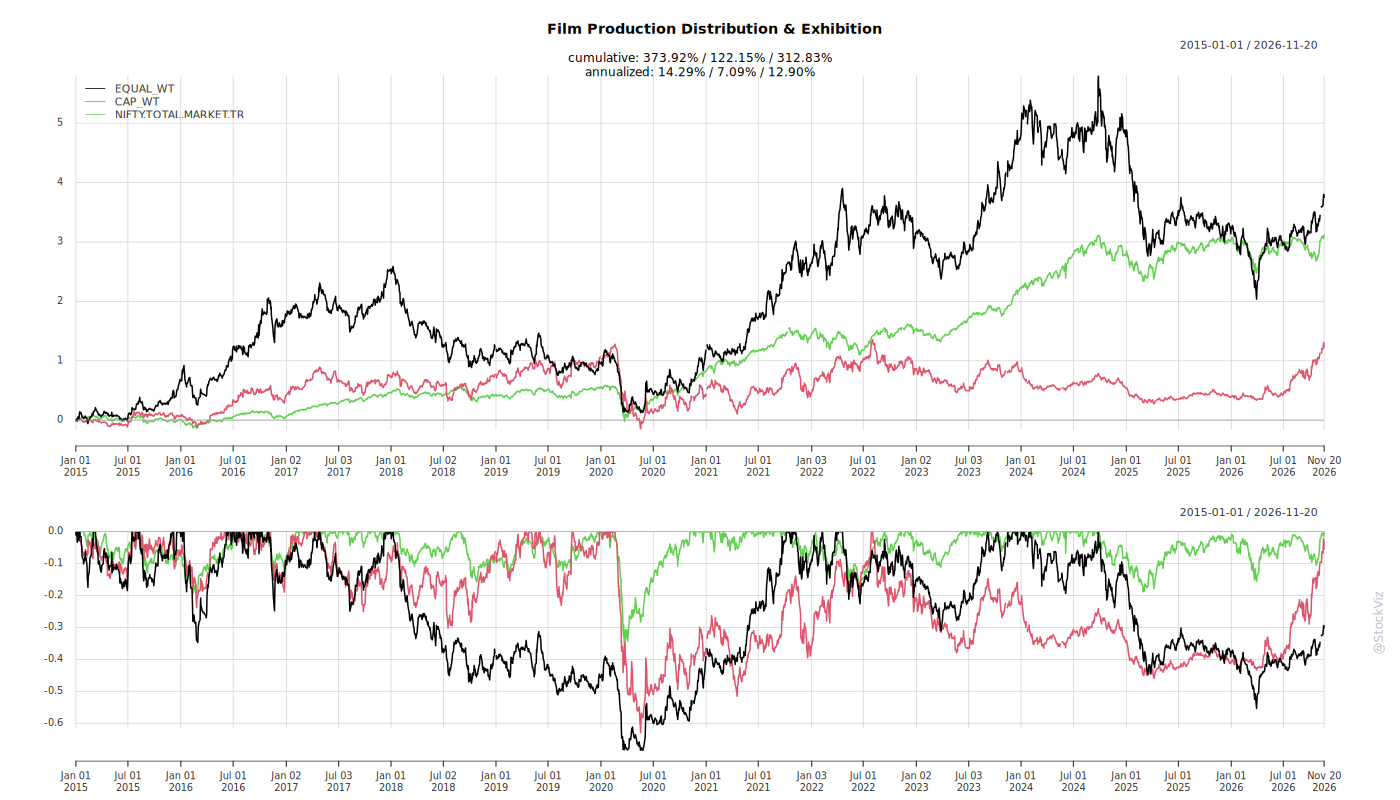 Film Production Distribution & Exhibition
2015-01-01 / 2026-11-20
cumulative: 373.92% / 122.15% / 312.83%
annualized: 14.29% / 7.09% / 12.90%
EQUAL_WT
CAP_WT
NIFTY.TOTAL.MARKET.TR
5
4
3
2
1
0
Jan 01 Jul 01 Jan 01 Jul 01 Jan 02 Jul 03 Jan 01 Jul 02 Jan 01 Jul 01 Jan 01 Jul 01 Jan 01 Jul 01 Jan 03 Jul 01 Jan 02 Jul 03 Jan 01 Jul 01 Jan 01 Jul 01 Jan 01 Jul 01 Nov 20
2015 2015 2016 2016 2017 2017 2018 2018 2019 2019 2020 2020 2021 2021 2022 2022 2023 2023 2024 2024 2025 2025 2026 2026 2026
2015-01-01 / 2026-11-20
0.0
-0.1
-0.2
-0.3
-0.4
-0.5
-0.6
Jan 01 Jul 01 Jan 01 Jul 01 Jan 02 Jul 03 Jan 01 Jul 02 Jan 01 Jul 01 Jan 01 Jul 01 Jan 01 Jul 01 Jan 03 Jul 01 Jan 02 Jul 03 Jan 01 Jul 01 Jan 01 Jul 01 Jan 01 Jul 01 Nov 20
2015 2015 2016 2016 2017 2017 2018 2018 2019 2019 2020 2020 2021 2021 2022 2022 2023 2023 2024 2024 2025 2025 2026 2026 2026
@StockViz